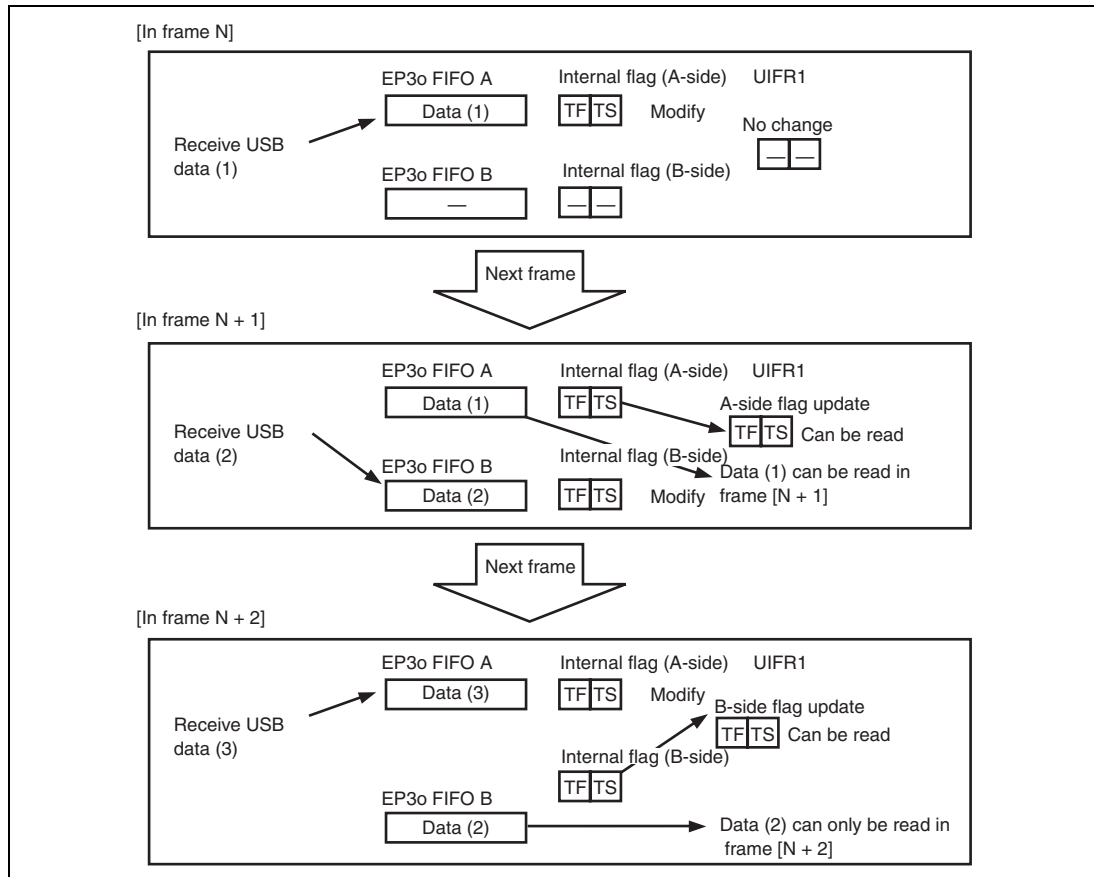 [In frame N]
EP3o FIFO A
Internal flag (A-side)
UIFR1
Data (1)
TF TS
Modify
No change
— —
Receive USB
data (1)
EP3o FIFO B
Internal flag (B-side)
—
— —
Next frame
[In frame N + 1]
EP3o FIFO A
Internal flag (A-side)
UIFR1
Data (1)
TF TS
A-side flag update
TF TS
Can be read
Receive USB
data (2)
EP3o FIFO B
Internal flag (B-side)
Data (2)
TF TS
Modify
Data (1) can be read in
frame [N + 1]
Next frame
[In frame N + 2]
EP3o FIFO A
Internal flag (A-side)
UIFR1
Data (3)
TF TS
Modify
B-side flag update
TF TS
Can be read
Receive USB
data (3)
Internal flag (B-side)
TF TS
EP3o FIFO B
Data (2)
Data (2) can only be read in
frame [N + 2]